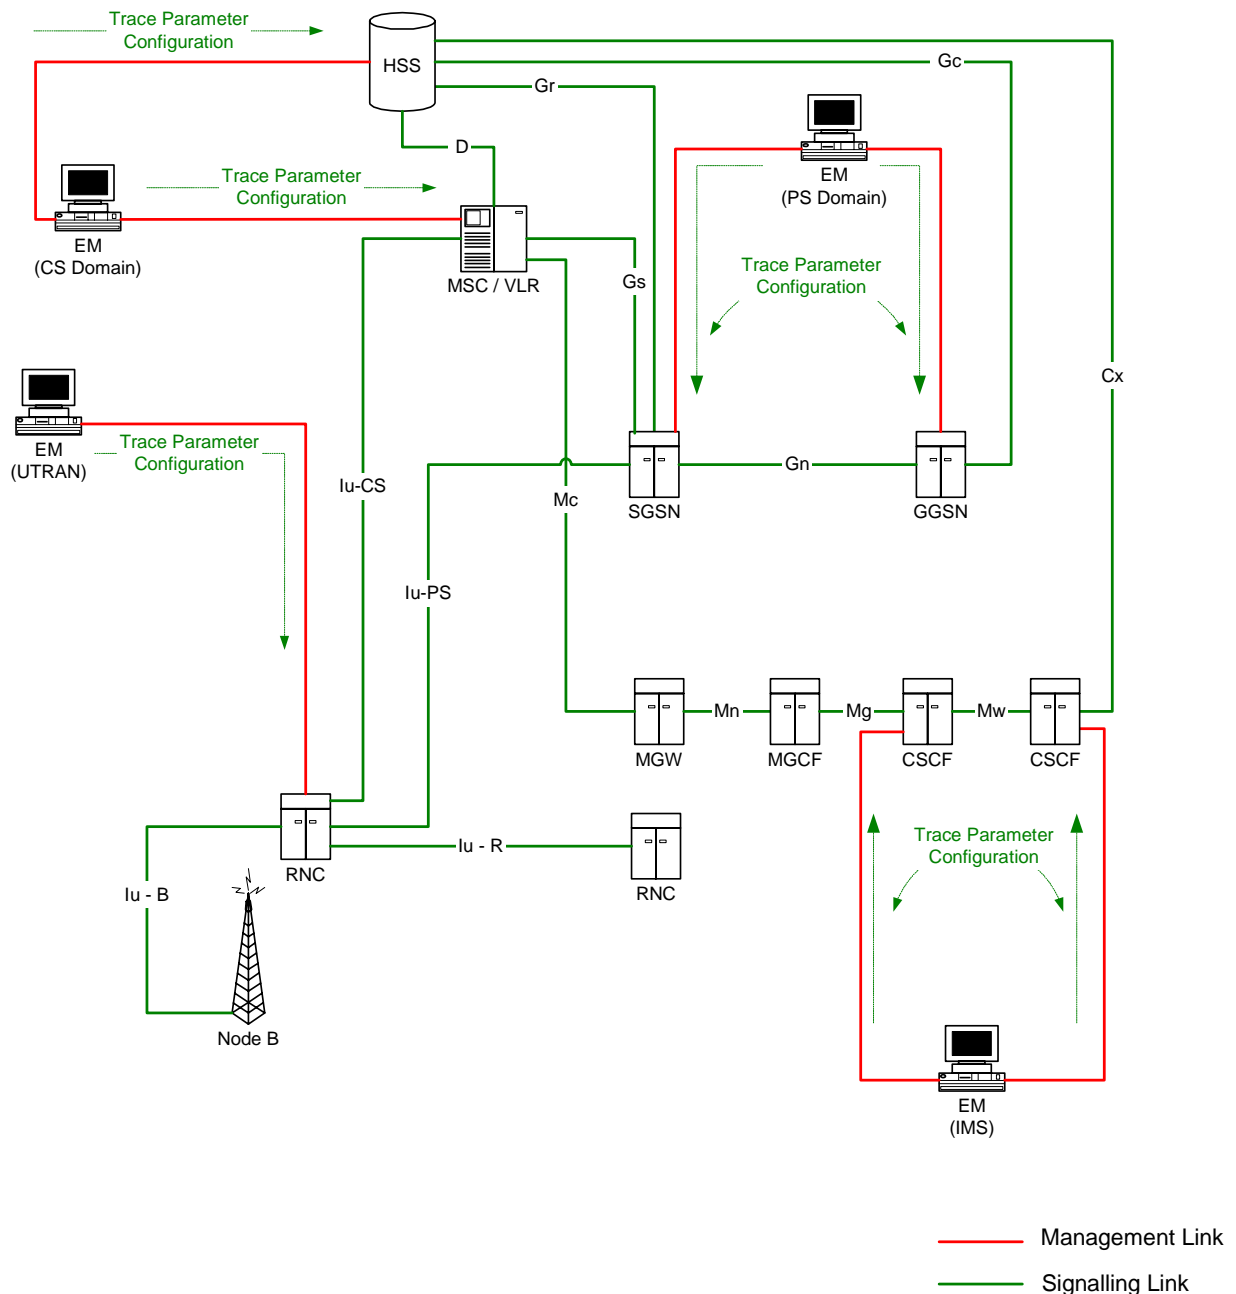 Trace Parameter
Configuration
HSS
Gc
Gr
D
Trace Parameter
Configuration
EM
(PS Domain)
EM
(CS Domain)
MSC / VLR
Gs
Trace Parameter
Configuration
Cx
EM
(UTRAN)
Trace Parameter
Configuration
Iu-CS
Gn
Mc
SGSN
GGSN
Iu-PS
Mn
Mg
Mw
MGW
MGCF
CSCF
CSCF
Iu - R
RNC
Iu - B
RNC
Trace Parameter
Configuration
Node B
EM
(IMS)
Management Link
Signalling Link